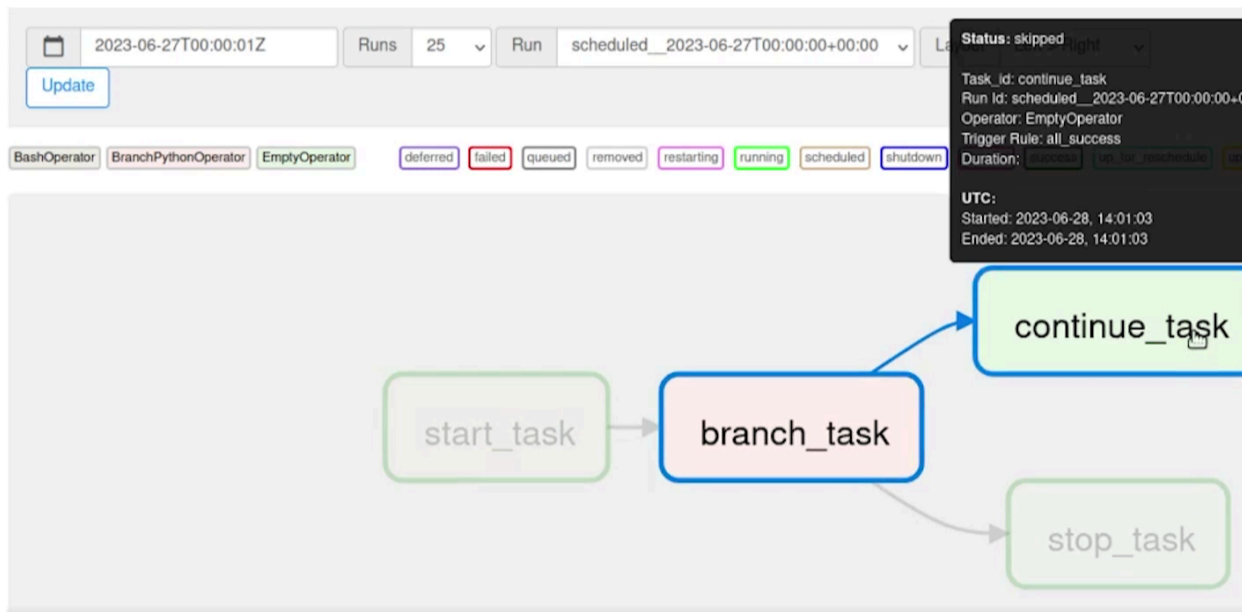 2023-06-27T00:00:01Z
Runs
25
Run
scheduled__2023-06-27T00:00:00+00:00
Update
BashOperator
BranchPythonOperator
EmptyOperator
deferred
failed
queued
removed
restarting
running
scheduled
shutdown
success
up_for_reschedule
Status: skipped
Task_id: continue_task
Run Id: scheduled__2023-06-27T00:00:00+0
Operator: EmptyOperator
Trigger Rule: all_success
Duration:
UTC:
Started: 2023-06-28, 14:01:03
Ended: 2023-06-28, 14:01:03
continue_task
start_task
branch_task
stop_task